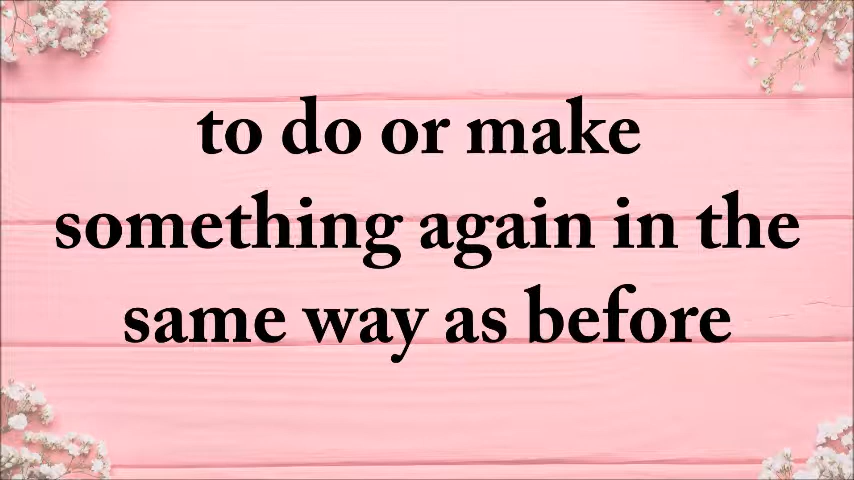 to do or make
something again in the
same way as before